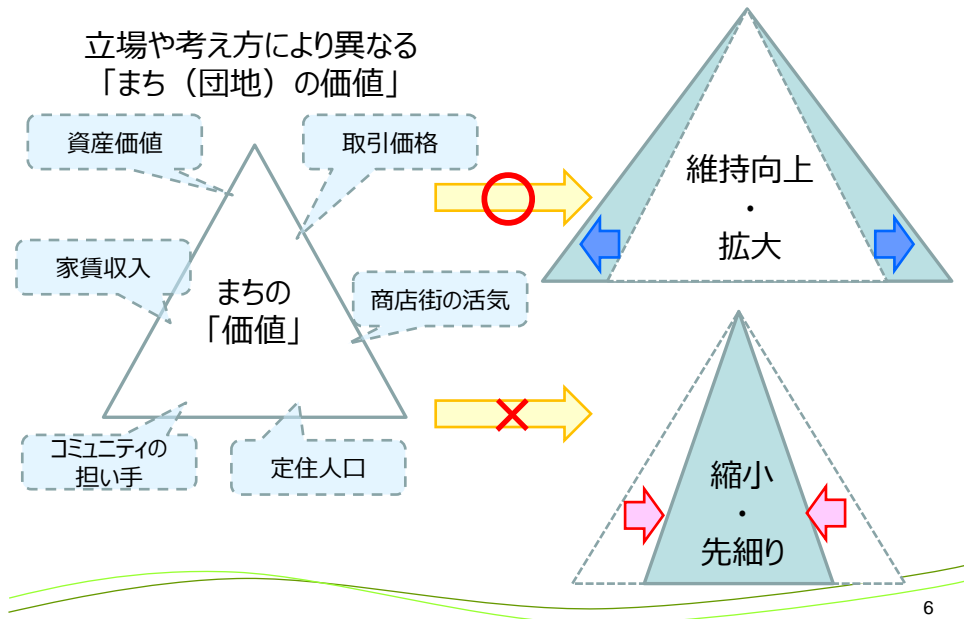 立場や考え方により異なる
「まち（団地）の価値」
資産価値
取引価格
家賃収入
まちの
「価値」
商店街の活気
コミュニティの
担い手
定住人口
維持向上
・
拡大
縮小
・
先細り
6